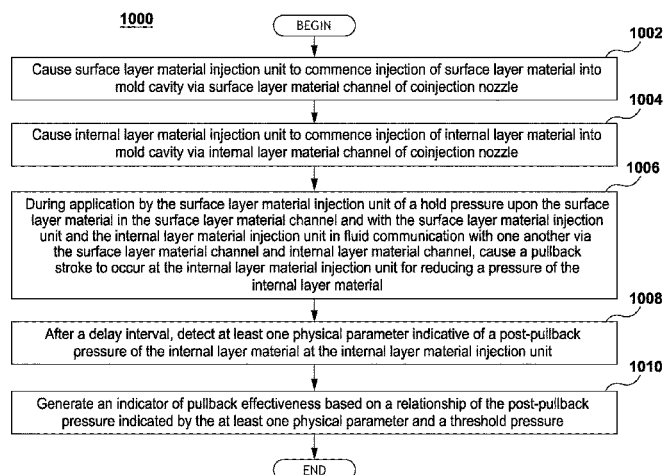 1000
BEGIN
1002
Cause surface layer material injection unit to commence injection of surface layer material into
mold cavity via surface layer material channel of coinjection nozzle
1004
Cause internal layer material injection unit to commence injection of internal layer material into
mold cavity via internal layer material channel of coinjection nozzle
1006
During application by the surface layer material injection unit of a hold pressure upon the surface
layer material in the surface layer material channel and with the surface layer material injection
unit and the internal layer material injection unit in fluid communication with one another via
the surface layer material channel and internal layer material channel, cause a pullback
stroke to occur at the internal layer material injection unit for reducing a pressure of the
internal layer material
1008
After a delay interval, detect at least one physical parameter indicative of a post-pullback
pressure of the internal layer material at the internal layer material injection unit
1010
Generate an indicator of pullback effectiveness based on a relationship of the post-pullback
pressure indicated by the at least one physical parameter and a threshold pressure
END